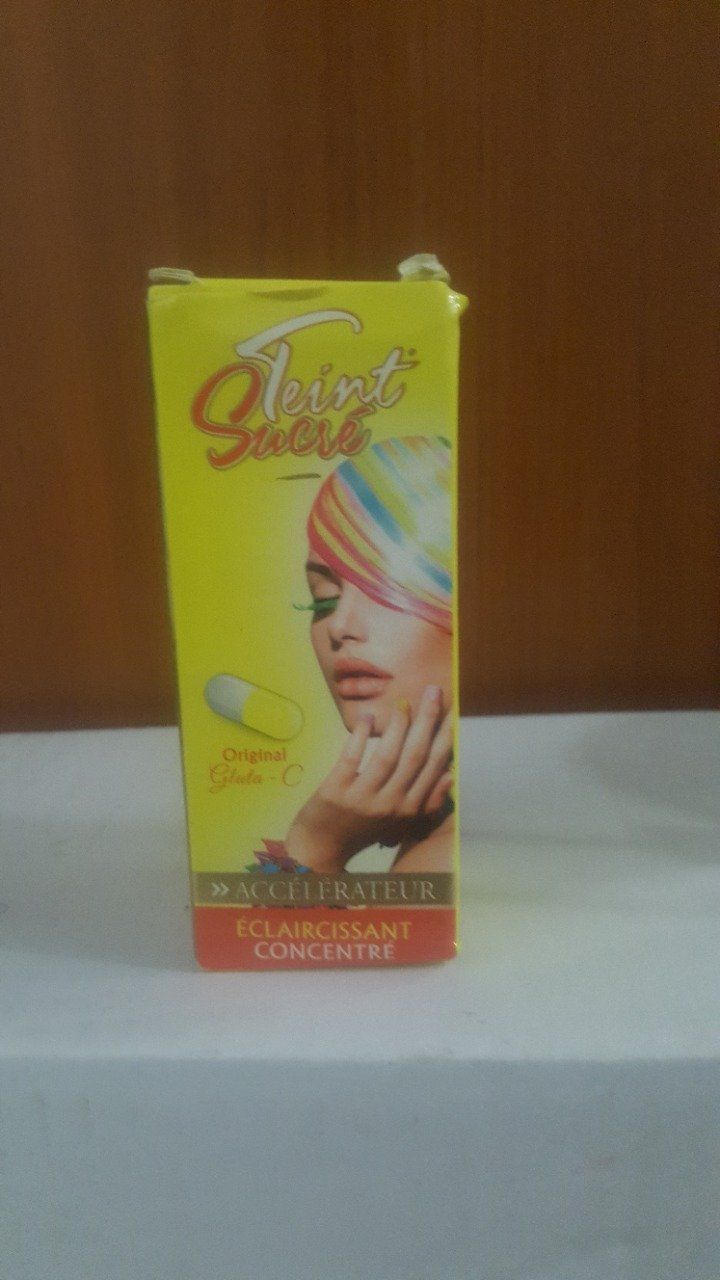 Teint
Sucré
Original
Gluta - C
>> ACCÉLÉRATEUR
ÉCLAIRCISSANT
CONCENTRÉ